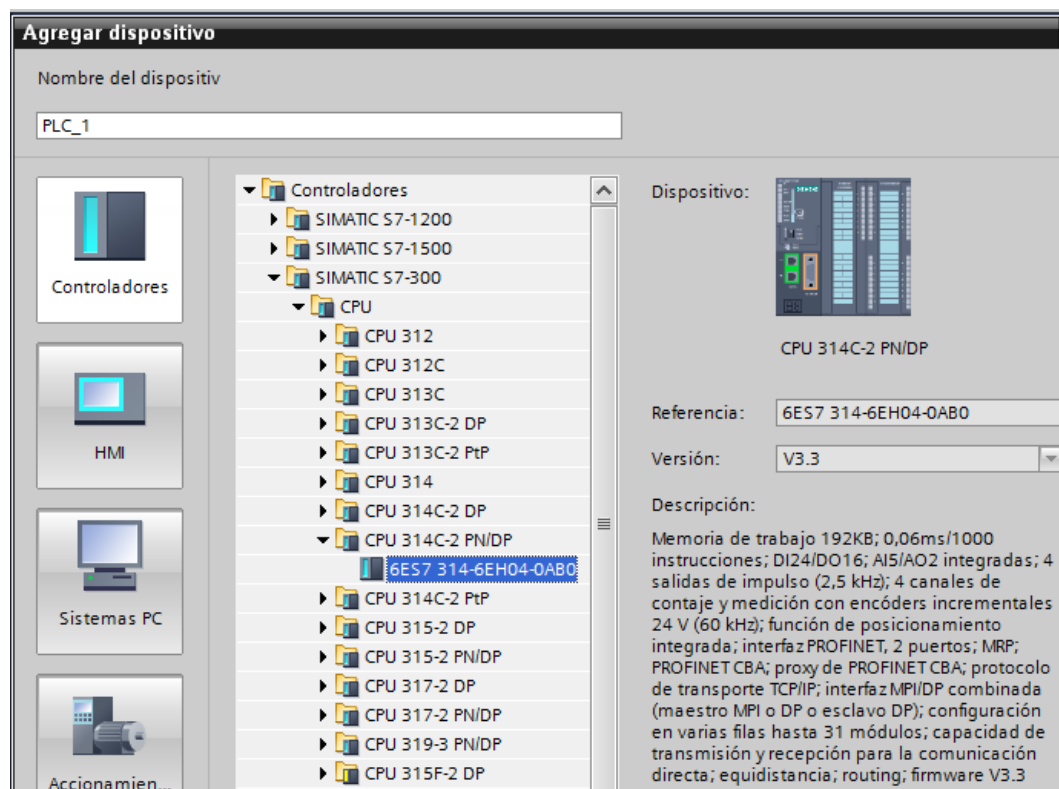 Agregar dispositivo
Nombre del dispositiv
PLC_1
Controladores
HMI
Sistemas PC
Accionamien...
Controladores
SIMATIC S7-1200
SIMATIC S7-1500
SIMATIC S7-300
CPU
CPU 312
CPU 312C
CPU 313C
CPU 313C-2 DP
CPU 313C-2 PtP
CPU 314
CPU 314C-2 DP
CPU 314C-2 PN/DP
6ES7 314-6EH04-0AB0
CPU 314C-2 PtP
CPU 315-2 DP
CPU 315-2 PN/DP
CPU 317-2 DP
CPU 317-2 PN/DP
CPU 319-3 PN/DP
CPU 315F-2 DP
Dispositivo:
CPU 314C-2 PN/DP
Referencia:
6ES7 314-6EH04-0AB0
Versión:
V3.3
Descripción:
Memoria de trabajo 192KB; 0,06ms/1000
instrucciones; DI24/DO16; AI5/AO2 integradas; 4
salidas de impulso (2,5 kHz); 4 canales de
contaje y medición con encóders incrementales
24 V (60 kHz); función de posicionamiento
integrada; interfaz PROFINET, 2 puertos; MRP;
PROFINET CBA; proxy de PROFINET CBA; protocolo
de transporte TCP/IP; interfaz MPI/DP combinada
(maestro MPI o DP o esclavo DP); configuración
en varias filas hasta 31 módulos; capacidad de
transmisión y recepción para la comunicación
directa; equidistancia; routing; firmware V3.3